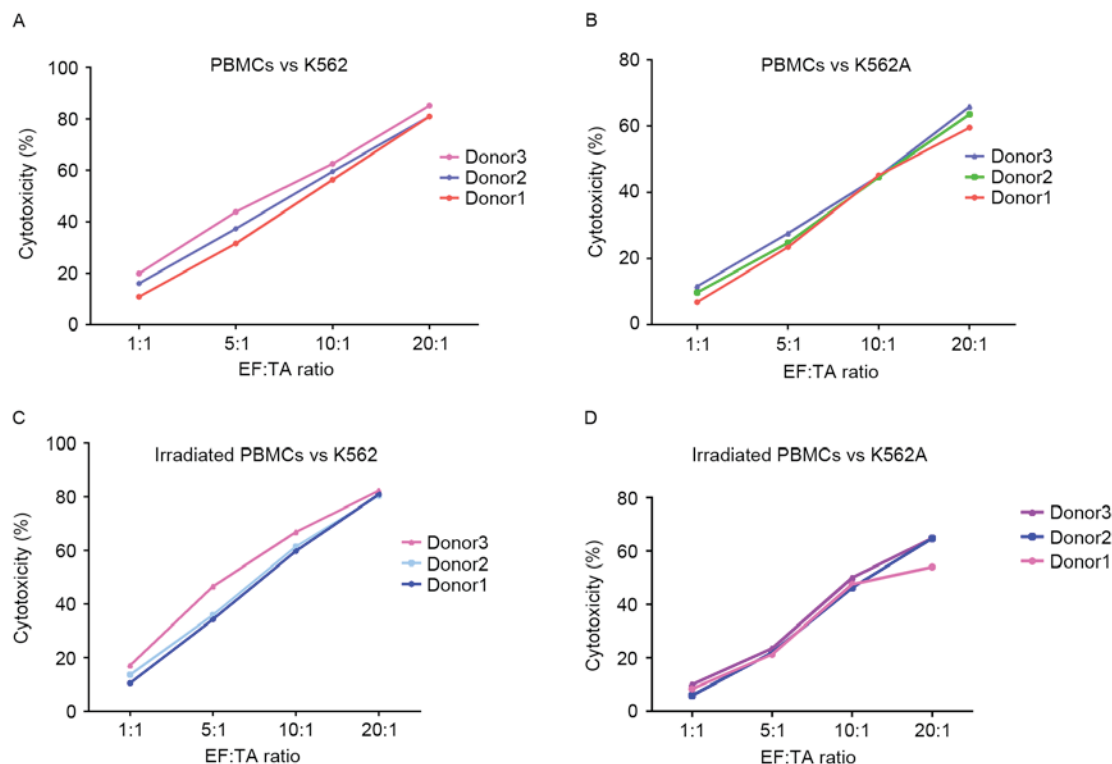 A
PBMCs vs K562
Cytotoxicity (%)
100
80
60
40
20
0
1:1 5:1 10:1 20:1
EF:TA ratio
Donor3
Donor2
Donor1
B
PBMCs vs K562A
Cytotoxicity (%)
80
60
40
20
0
1:1 5:1 10:1 20:1
EF:TA ratio
Donor3
Donor2
Donor1
C
Irradiated PBMCs vs K562
Cytotoxicity (%)
100
80
60
40
20
0
1:1 5:1 10:1 20:1
EF:TA ratio
Donor3
Donor2
Donor1
D
Irradiated PBMCs vs K562A
Cytotoxicity (%)
100
80
60
40
20
0
1:1 5:1 10:1 20:1
EF:TA ratio
Donor3
Donor2
Donor1